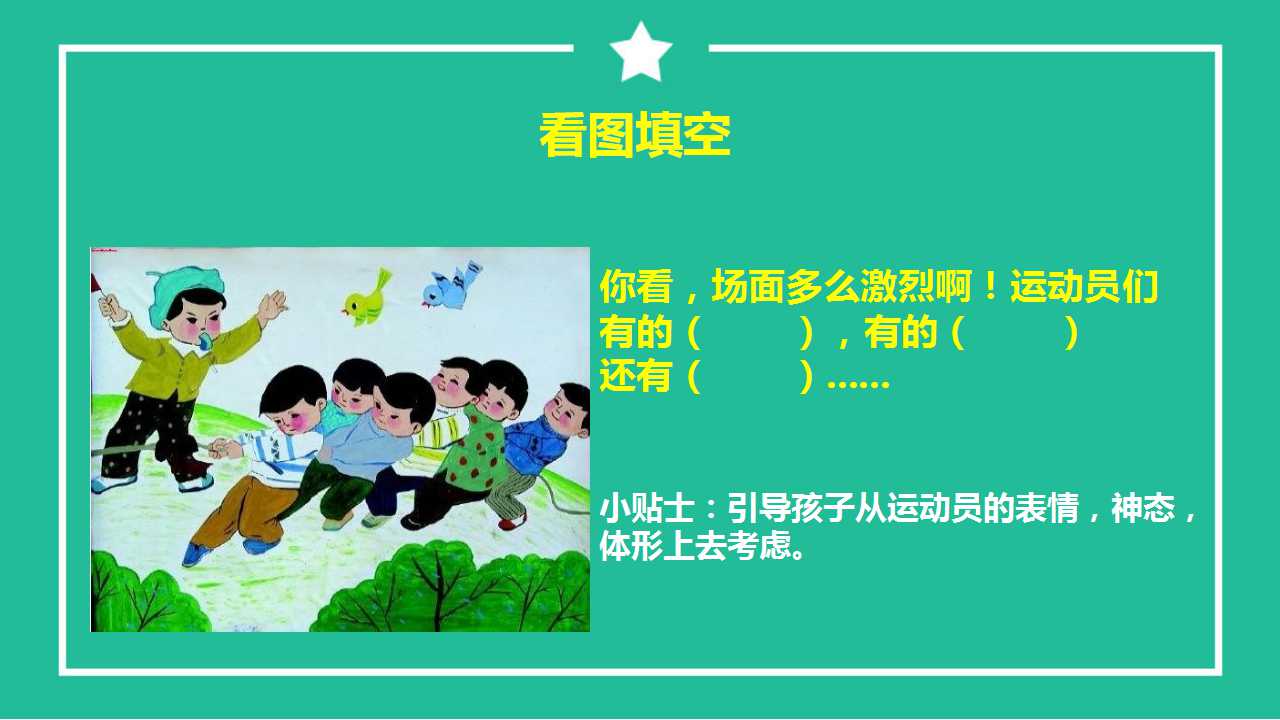 看图填空
你看，场面多么激烈啊！运动员们
有的（　　），有的（　　）
还有（　　）……
小贴士：引导孩子从运动员的表情，神态，
体形上去考虑。